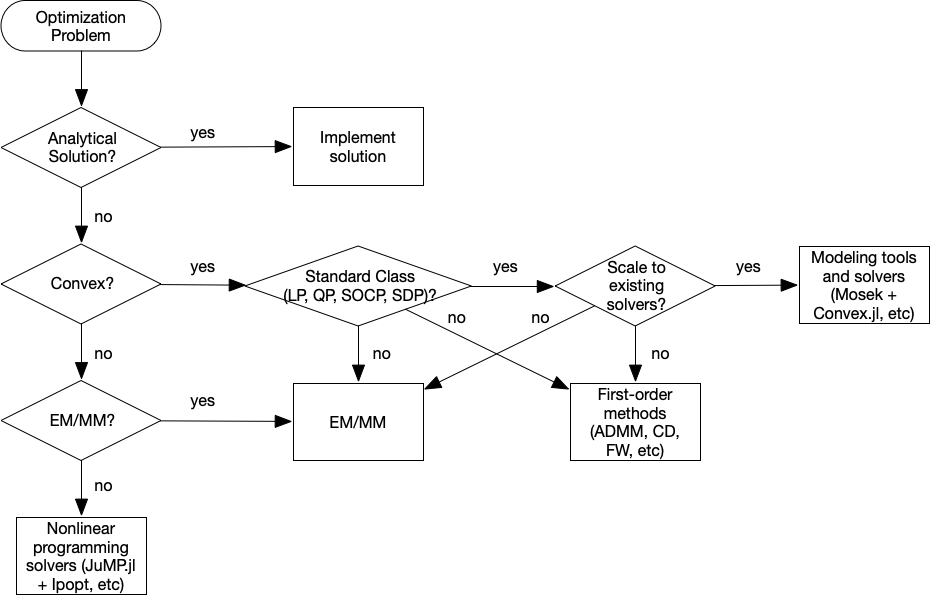 Optimization
Problem
Analytical
Solution?
yes
Implement
solution
no
Convex?
yes
Standard Class
(LP, QP, SOCP, SDP)?
yes
Scale to
existing
solvers?
yes
Modeling tools
and solvers
(Mosek +
Convex.jl, etc)
no
no
no
no
no
EM/MM?
yes
EM/MM
First-order
methods
(ADMM, CD,
FW, etc)
no
Nonlinear
programming
solvers (JuMP.jl
+ Ipopt, etc)